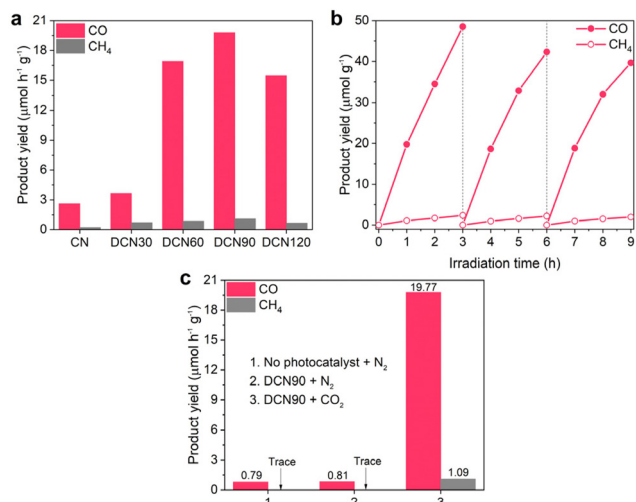 a
CO
CH4
Product yield (μmol h-1 g-1)
21
18
15
12
9
6
3
0
CN DCN30 DCN60 DCN90 DCN120
b
CO
CH4
Product yield (μmol g-1)
50
40
30
20
10
0
0 1 2 3 4 5 6 7 8 9
Irradiation time (h)
c
CO
CH4
Product yield (μmol h-1 g-1)
21
18
15
12
9
6
3
0
19.77
1. No photocatalyst + N2
2. DCN90 + N2
3. DCN90 + CO2
Trace Trace
0.79 0.81 1.09
1 2 3